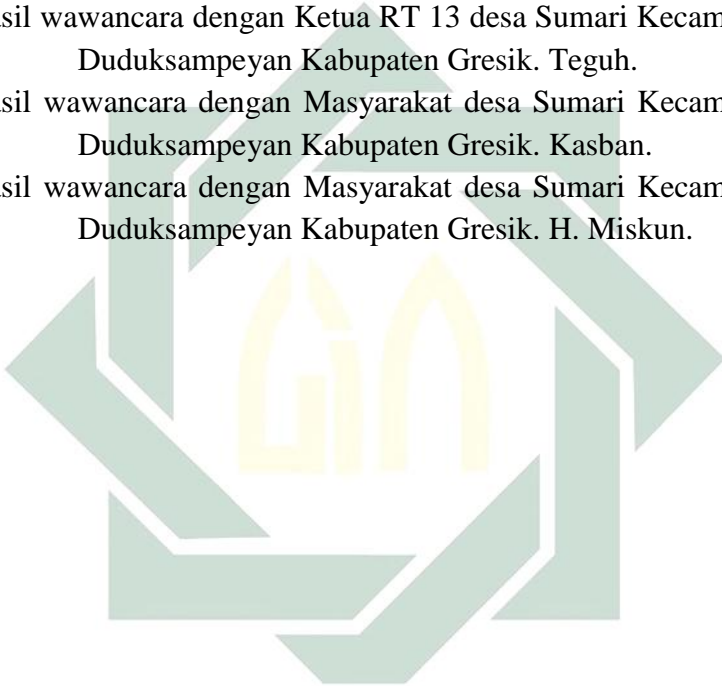 asil wawancara dengan Ketua RT 13 desa Sumari Kecam
Duduksampeyan Kabupaten Gresik. Teguh.
sil wawancara dengan Masyarakat desa Sumari Kecam
Duduksampeyan Kabupaten Gresik. Kasban.
sil wawancara dengan Masyarakat desa Sumari Kecam
Duduksampeyan Kabupaten Gresik. H. Miskun.